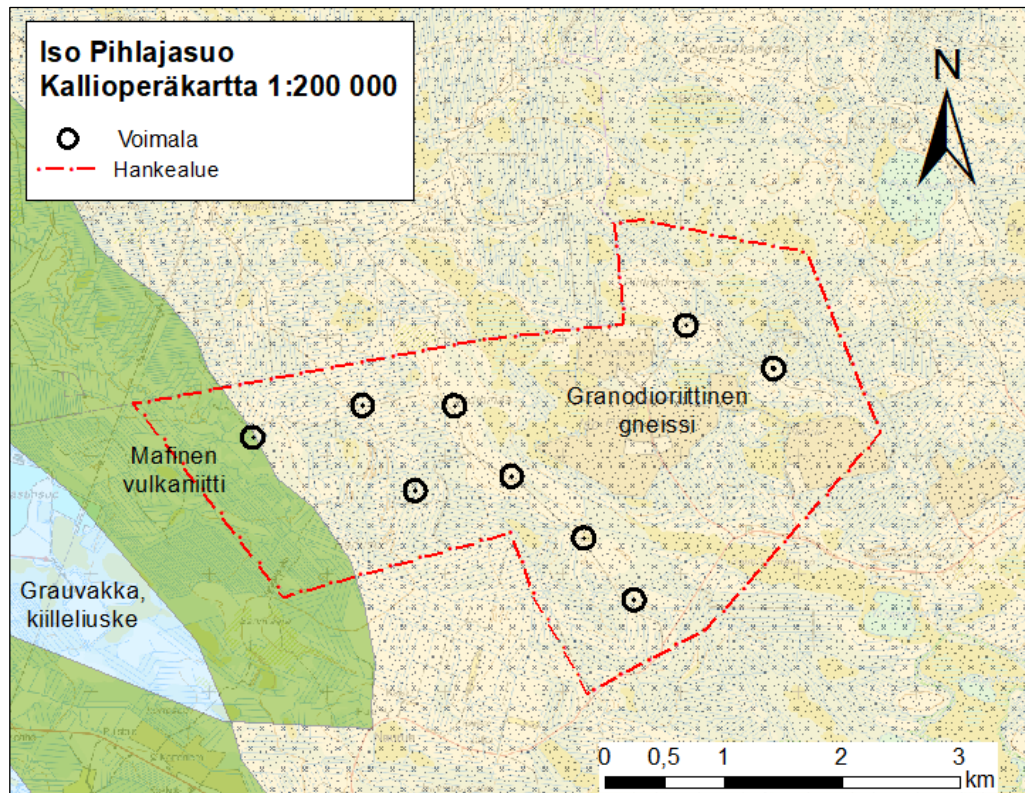 Iso Pihlajasuo
Kallioperäkartta 1:200 000
Voimala
Hankealue
N
Granodioriittinen
gneissi
Mafinen
vulkaniitti
Grauvakka,
kiilleliuske
0 0,5 1 2 3
km